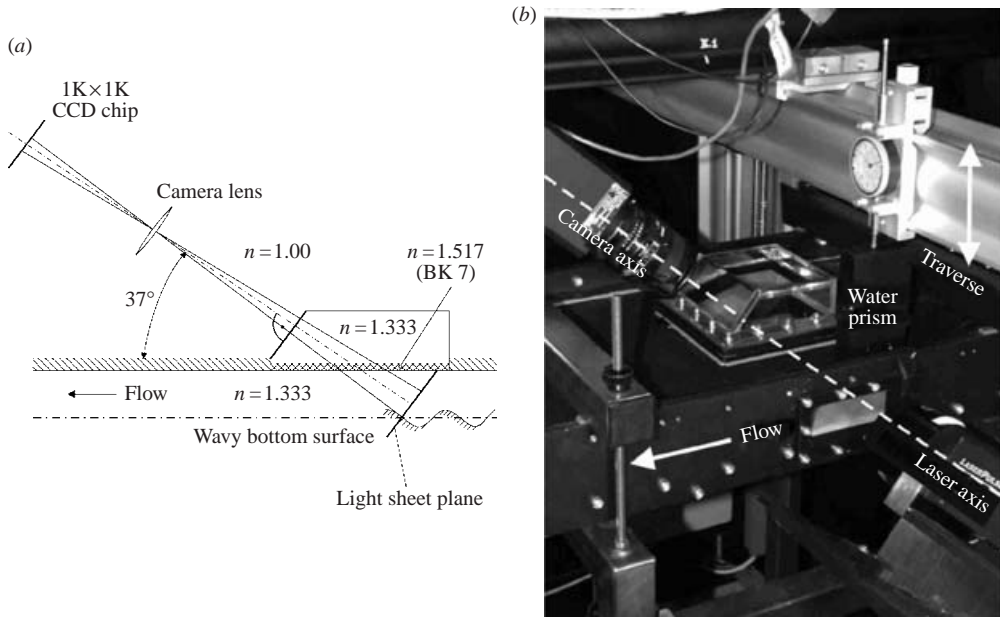 (a)
1K×1K
CCD chip
Camera lens
n=1.00
n=1.517
(BK 7)
37°
n=1.333
Flow
n=1.333
Wavy bottom surface
Light sheet plane
(b)
Camera axis
Traverse
Water
prism
Flow
Laser axis